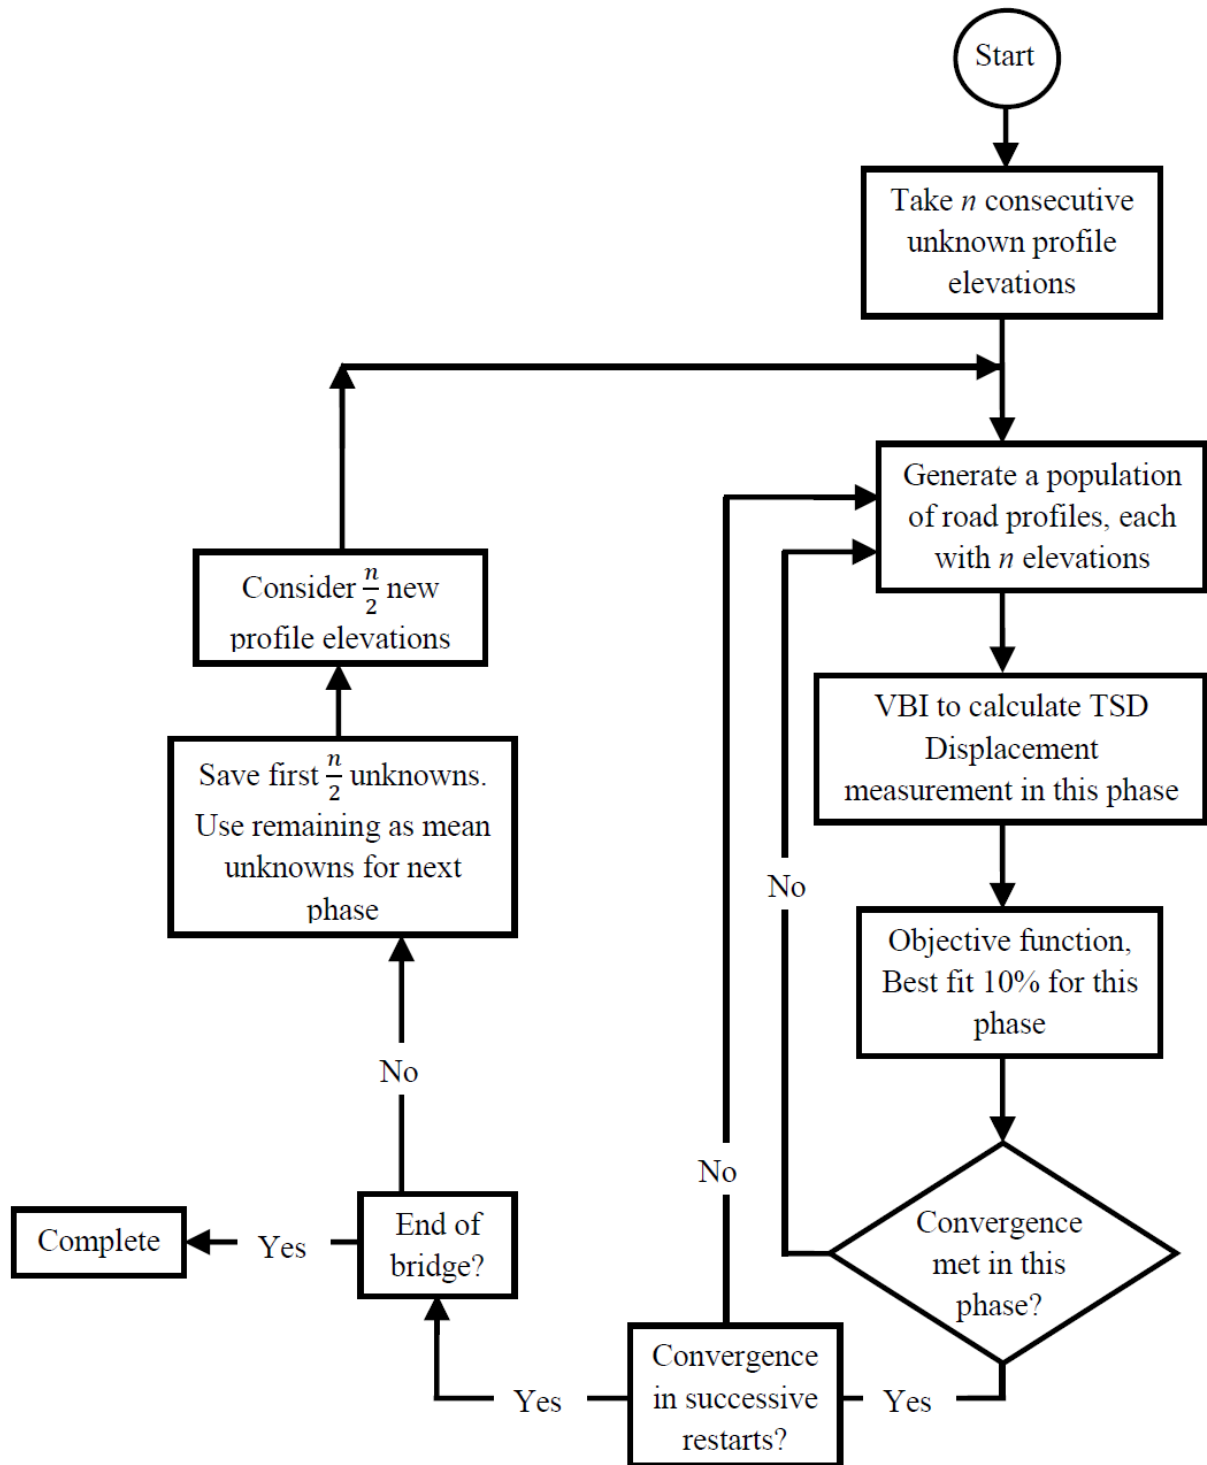 Start
Take n consecutive
unknown profile
elevations
Generate a population
of road profiles, each
with n elevations
Consider n/2 new
profile elevations
VBI to calculate TSD
Displacement
measurement in this phase
Save first n/2 unknowns.
Use remaining as mean
unknowns for next
phase
No
Objective function,
Best fit 10% for this
phase
No
No
Convergence
met in this
phase?
End of
bridge?
Yes
Complete
Convergence
in successive
restarts?
Yes
Yes